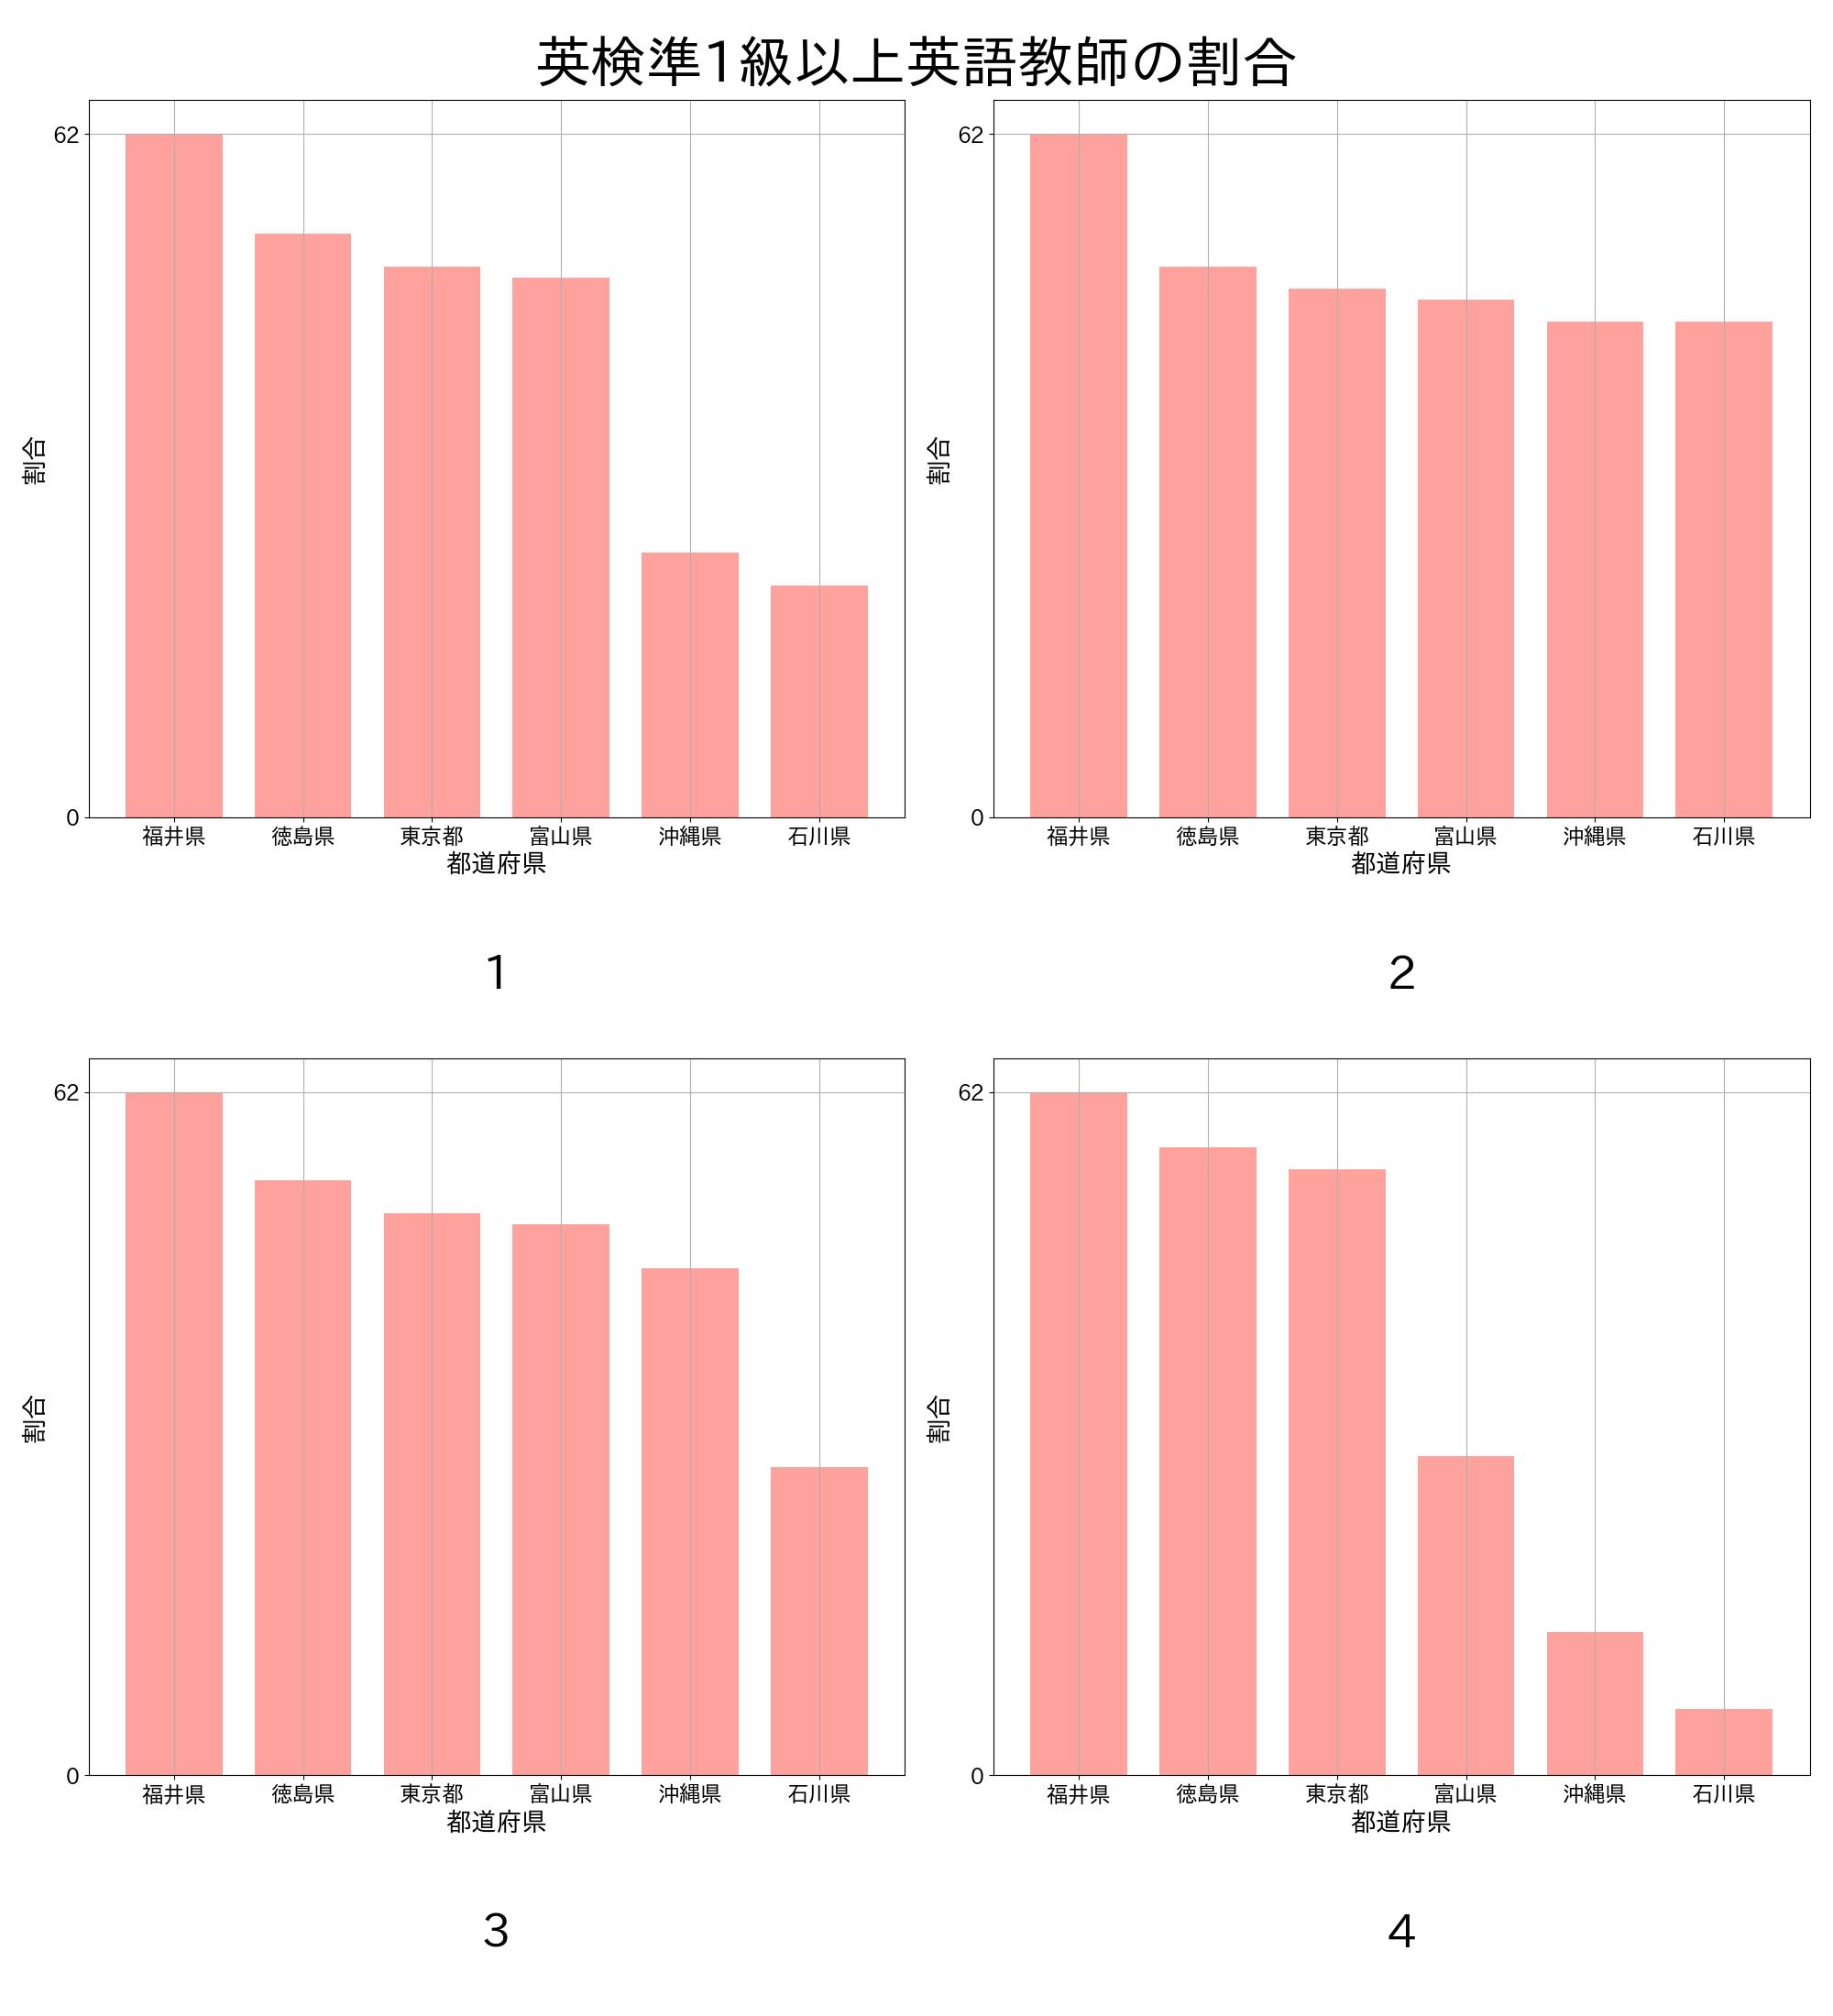 英検準1級以上英語教師の割合
62
0
割合
福井県 徳島県 東京都 富山県 沖縄県 石川県
都道府県
1
62
0
割合
福井県 徳島県 東京都 富山県 沖縄県 石川県
都道府県
2
62
0
割合
福井県 徳島県 東京都 富山県 沖縄県 石川県
都道府県
3
62
0
割合
福井県 徳島県 東京都 富山県 沖縄県 石川県
都道府県
4